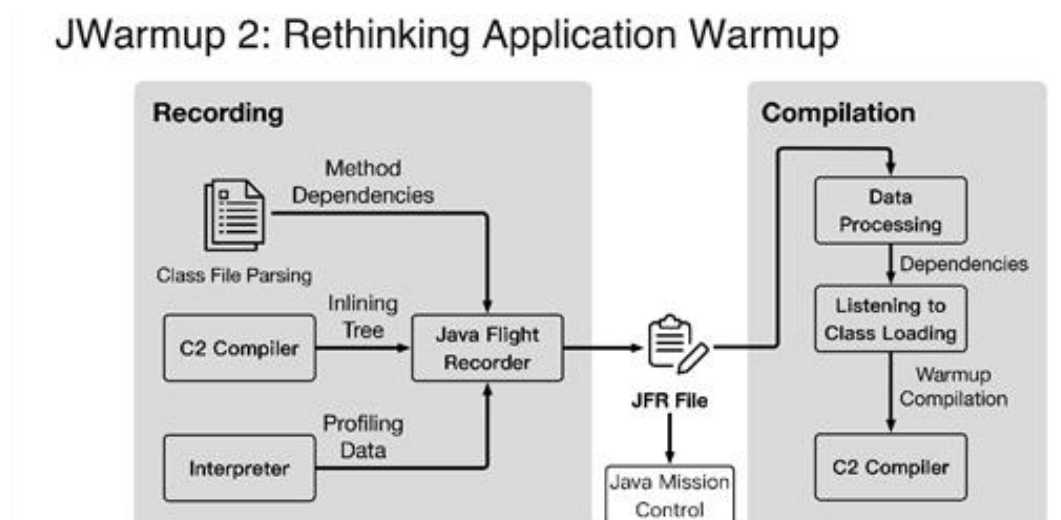 JWarmup 2: Rethinking Application Warmup
Recording
Method
Dependencies
Class File Parsing
Inlining
Tree
C2 Compiler
Java Flight
Recorder
Profiling
Data
Interpreter
JFR File
Java Mission
Control
Compilation
Data
Processing
Dependencies
Listening to
Class Loading
Warmup
Compilation
C2 Compiler